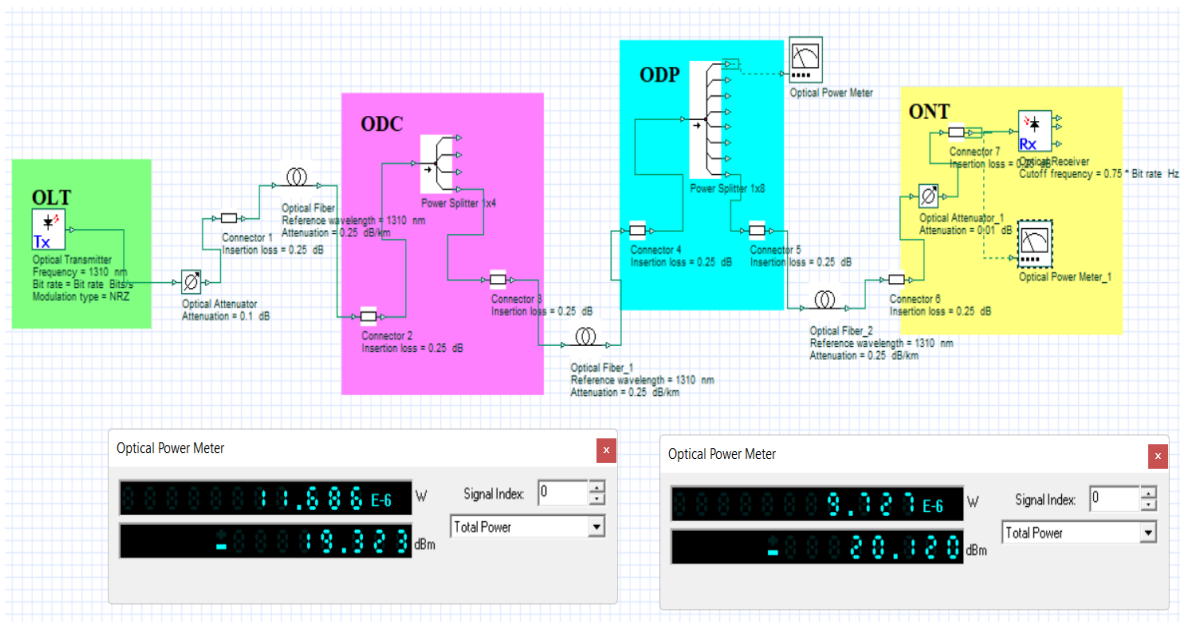 OLT
Tx
Optical Transmitter
Frequency = 1310 nm
Bit rate = Bit rate Bits/s
Modulation type = NRZ
Optical Attenuator
Attenuation = 0.1 dB
Connector 1
Insertion loss = 0.25 dB
Optical Fiber
Reference wavelength = 1310 nm
Attenuation = 0.25 dB/km
ODC
Power Splitter 1x4
Connector 2
Insertion loss = 0.25 dB
Connector 3
Insertion loss = 0.25 dB
Optical Fiber_1
Reference wavelength = 1310 nm
Attenuation = 0.25 dB/km
ODP
Power Splitter 1x8
Optical Power Meter
Connector 4
Insertion loss = 0.25 dB
Connector 5
Insertion loss = 0.25 dB
Optical Fiber_2
Reference wavelength = 1310 nm
Attenuation = 0.25 dB/km
ONT
Connector 7
Insertion loss = 0.25 dB
Rx
Optical Receiver
Cutoff frequency = 0.75 * Bit rate Hz
Optical Attenuator_1
Attenuation = 0.01 dB
Optical Power Meter_1
Connector 6
Insertion loss = 0.25 dB
Optical Power Meter
x
11.686 E-6 W
Signal Index: 0
- 19.323 dBm
Total Power
Optical Power Meter
x
9.727 E-6 W
Signal Index: 0
- 20.120 dBm
Total Power